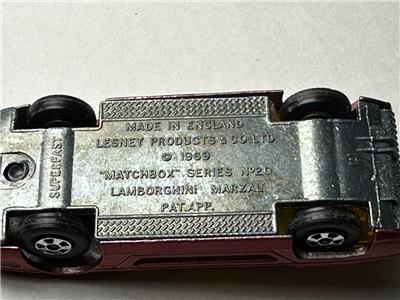 MADE IN ENGLAND
LESNEY PRODUCTS & CO LTD
© 1969
"MATCHBOX" SERIES Nº20
LAMBORGHINI MARZAL
PAT.APP.
SUPERFAST